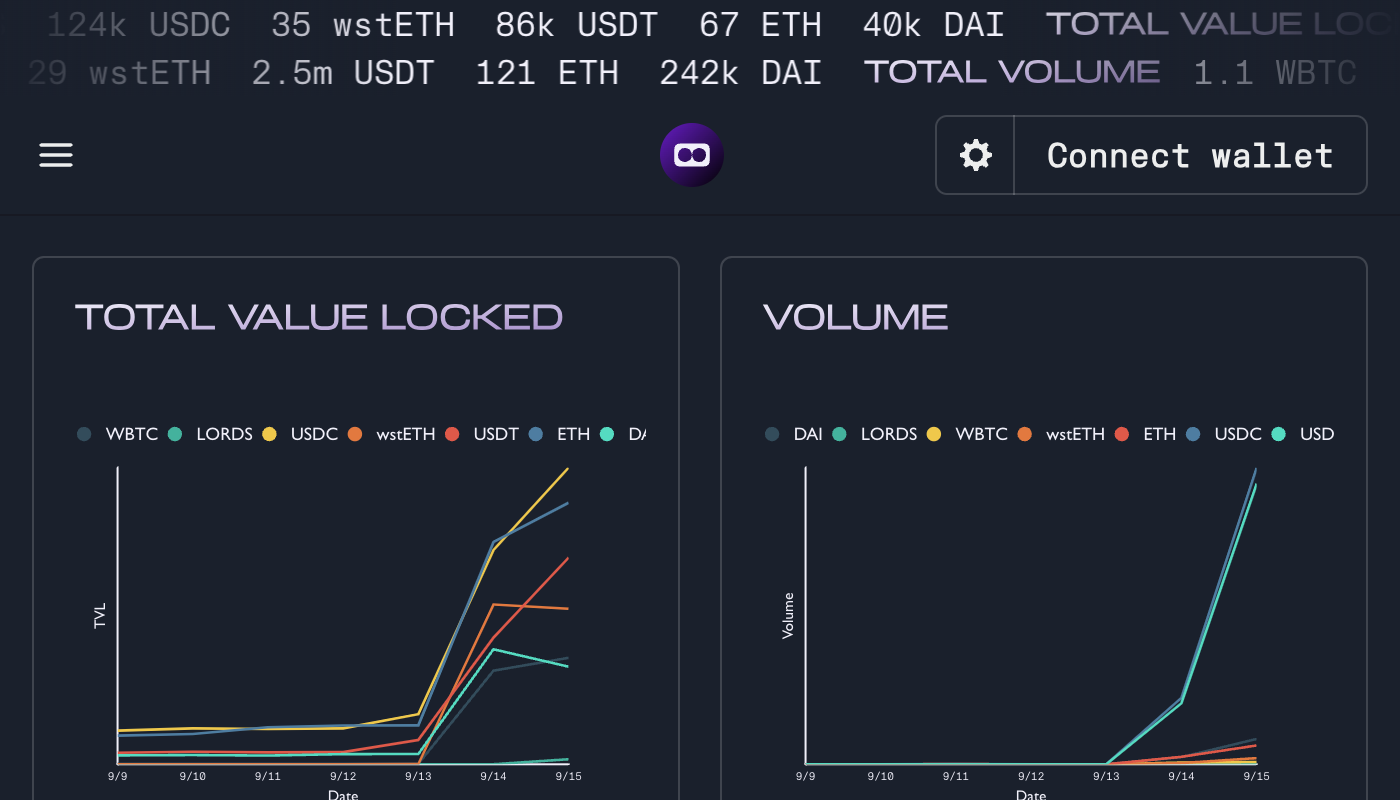 124k USDC 35 wstETH 86k USDT 67 ETH 40k DAI TOTAL VALUE LOC
29 wstETH 2.5m USDT 121 ETH 242k DAI TOTAL VOLUME 1.1 WBTC
Connect wallet
TOTAL VALUE LOCKED
WBTC LORDS USDC wstETH USDT ETH DA
TVL
9/9 9/10 9/11 9/12 9/13 9/14 9/15
Date
VOLUME
DAI LORDS WBTC wstETH ETH USDC USD
Volume
9/9 9/10 9/11 9/12 9/13 9/14 9/15
Date